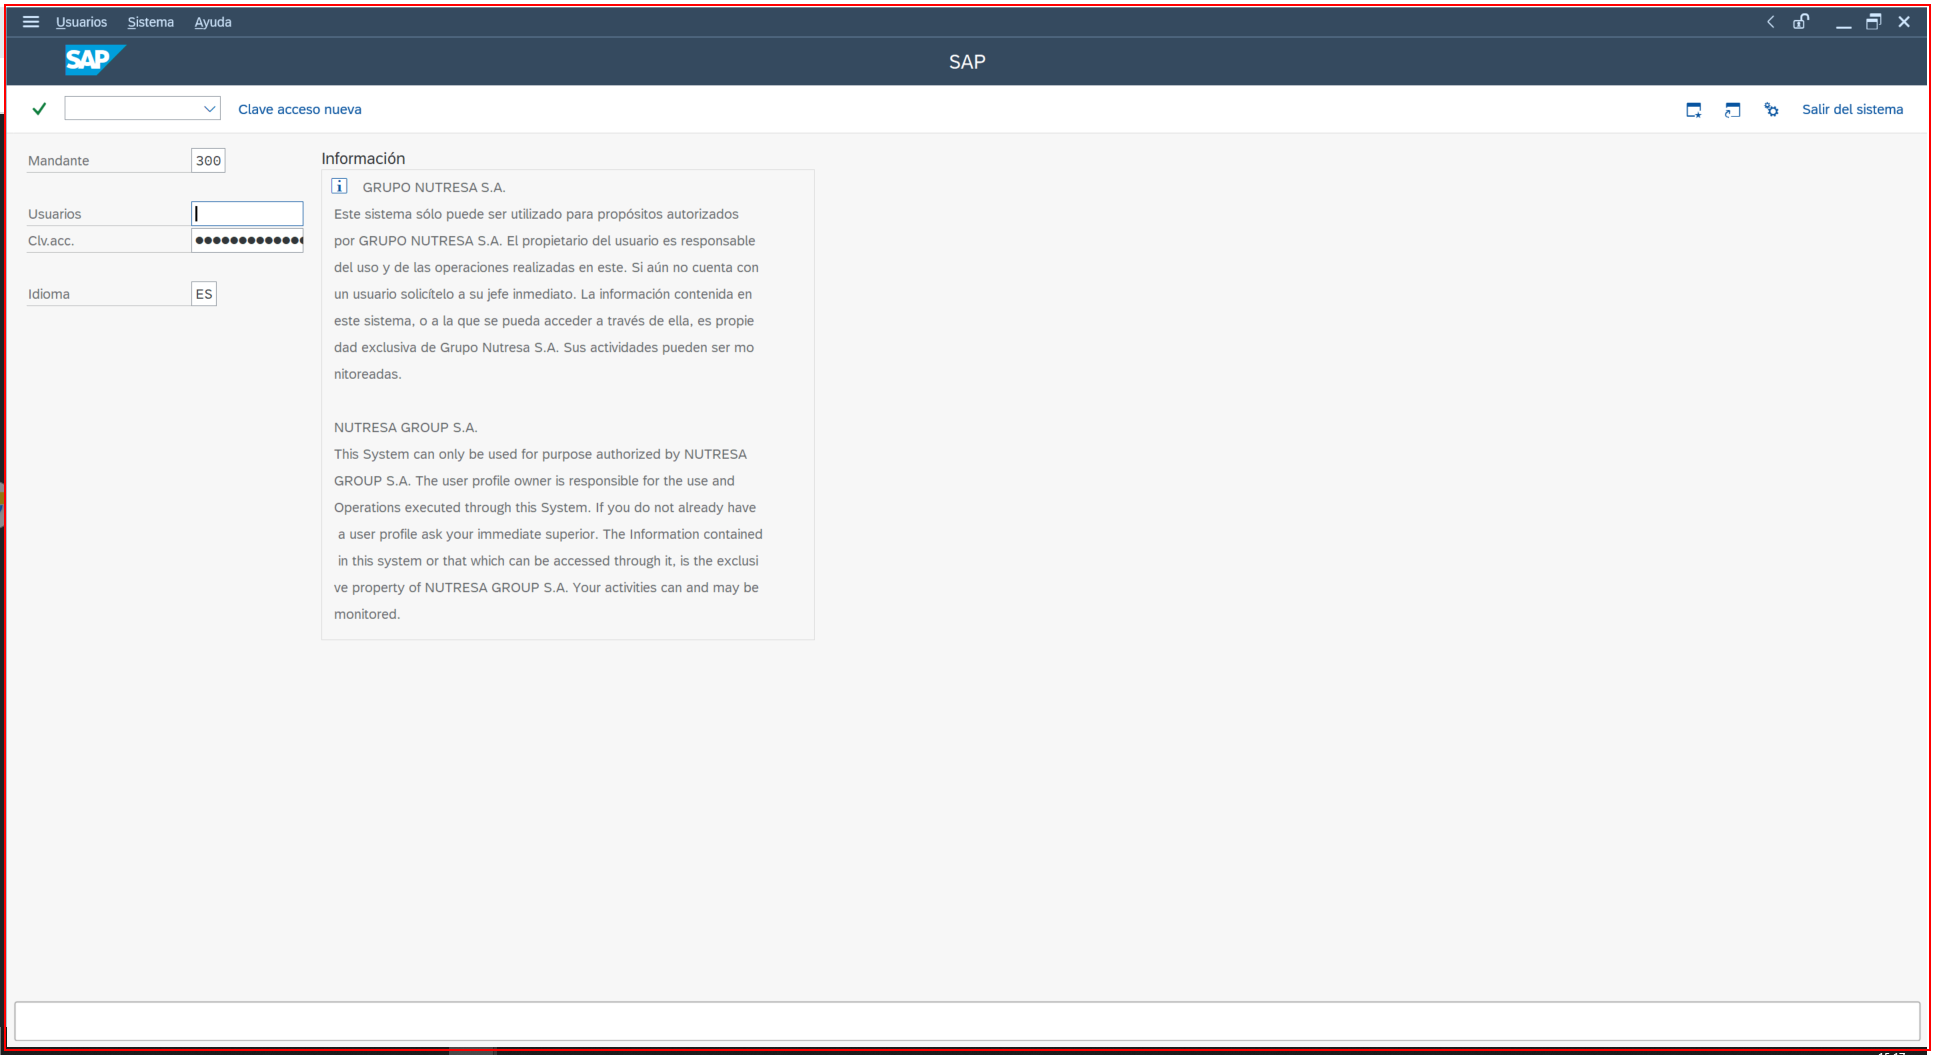 Usuarios Sistema Ayuda
SAP
SAP
Clave acceso nueva
Salir del sistema
Mandante 300
Usuarios
Clv.acc. ●●●●●●●●●●●●●
Idioma ES
Información
GRUPO NUTRESA S.A.
Este sistema sólo puede ser utilizado para propósitos autorizados
por GRUPO NUTRESA S.A. El propietario del usuario es responsable
del uso y de las operaciones realizadas en este. Si aún no cuenta con
un usuario solicítelo a su jefe inmediato. La información contenida en
este sistema, o a la que se pueda acceder a través de ella, es propie
dad exclusiva de Grupo Nutresa S.A. Sus actividades pueden ser mo
nitoreadas.
NUTRESA GROUP S.A.
This System can only be used for purpose authorized by NUTRESA
GROUP S.A. The user profile owner is responsible for the use and
Operations executed through this System. If you do not already have
a user profile ask your immediate superior. The Information contained
in this system or that which can be accessed through it, is the exclusi
ve property of NUTRESA GROUP S.A. Your activities can and may be
monitored.